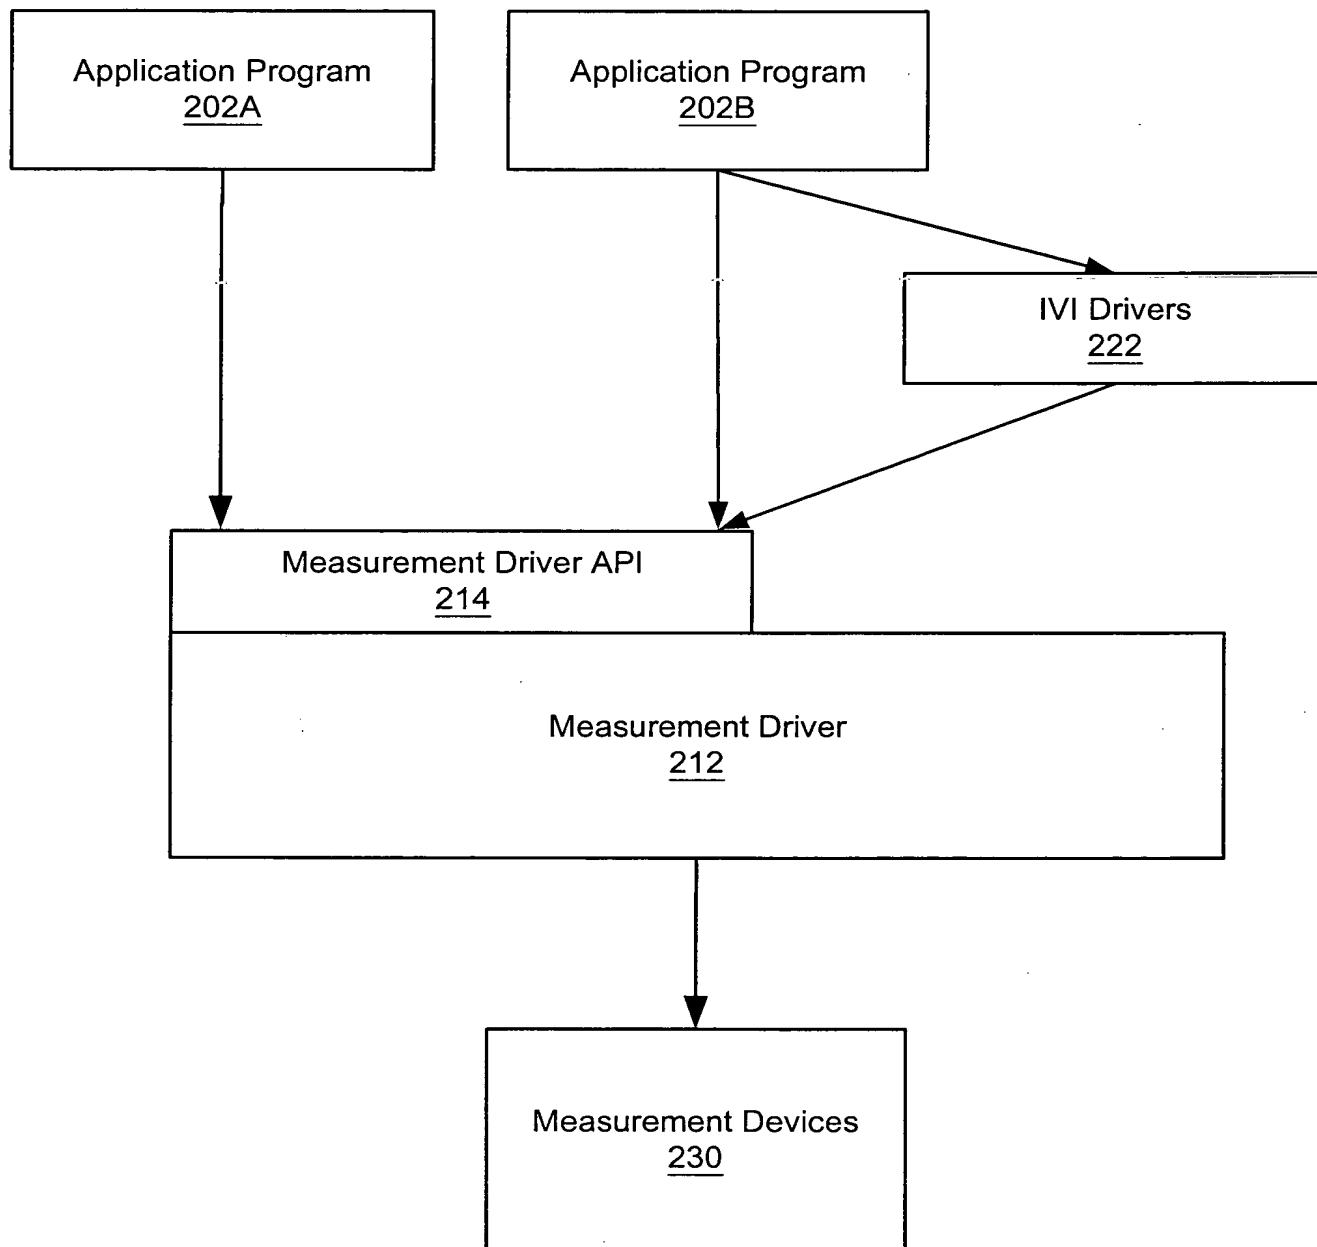 Application Program
202A
Application Program
202B
IVI Drivers
222
Measurement Driver API
214
Measurement Driver
212
Measurement Devices
230